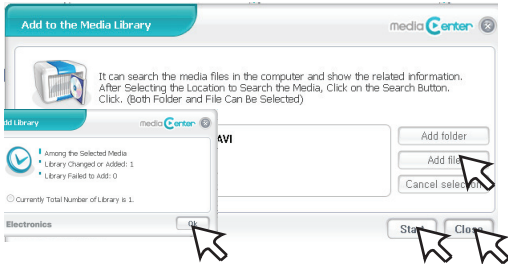 Add to the Media Library
media Center
It can search the media files in the computer and show the related information.
After Selecting the Location to Search the Media, Click on the Search Button.
Click. (Both Folder and File Can Be Selected)
AVI
Add folder
Add file
Cancel selection
Start
Close
dd Library
media Center
Among the Selected Media
Library Changed or Added: 1
Library Failed to Add: 0
Currently Total Number of Library is 1.
Electronics
Ok